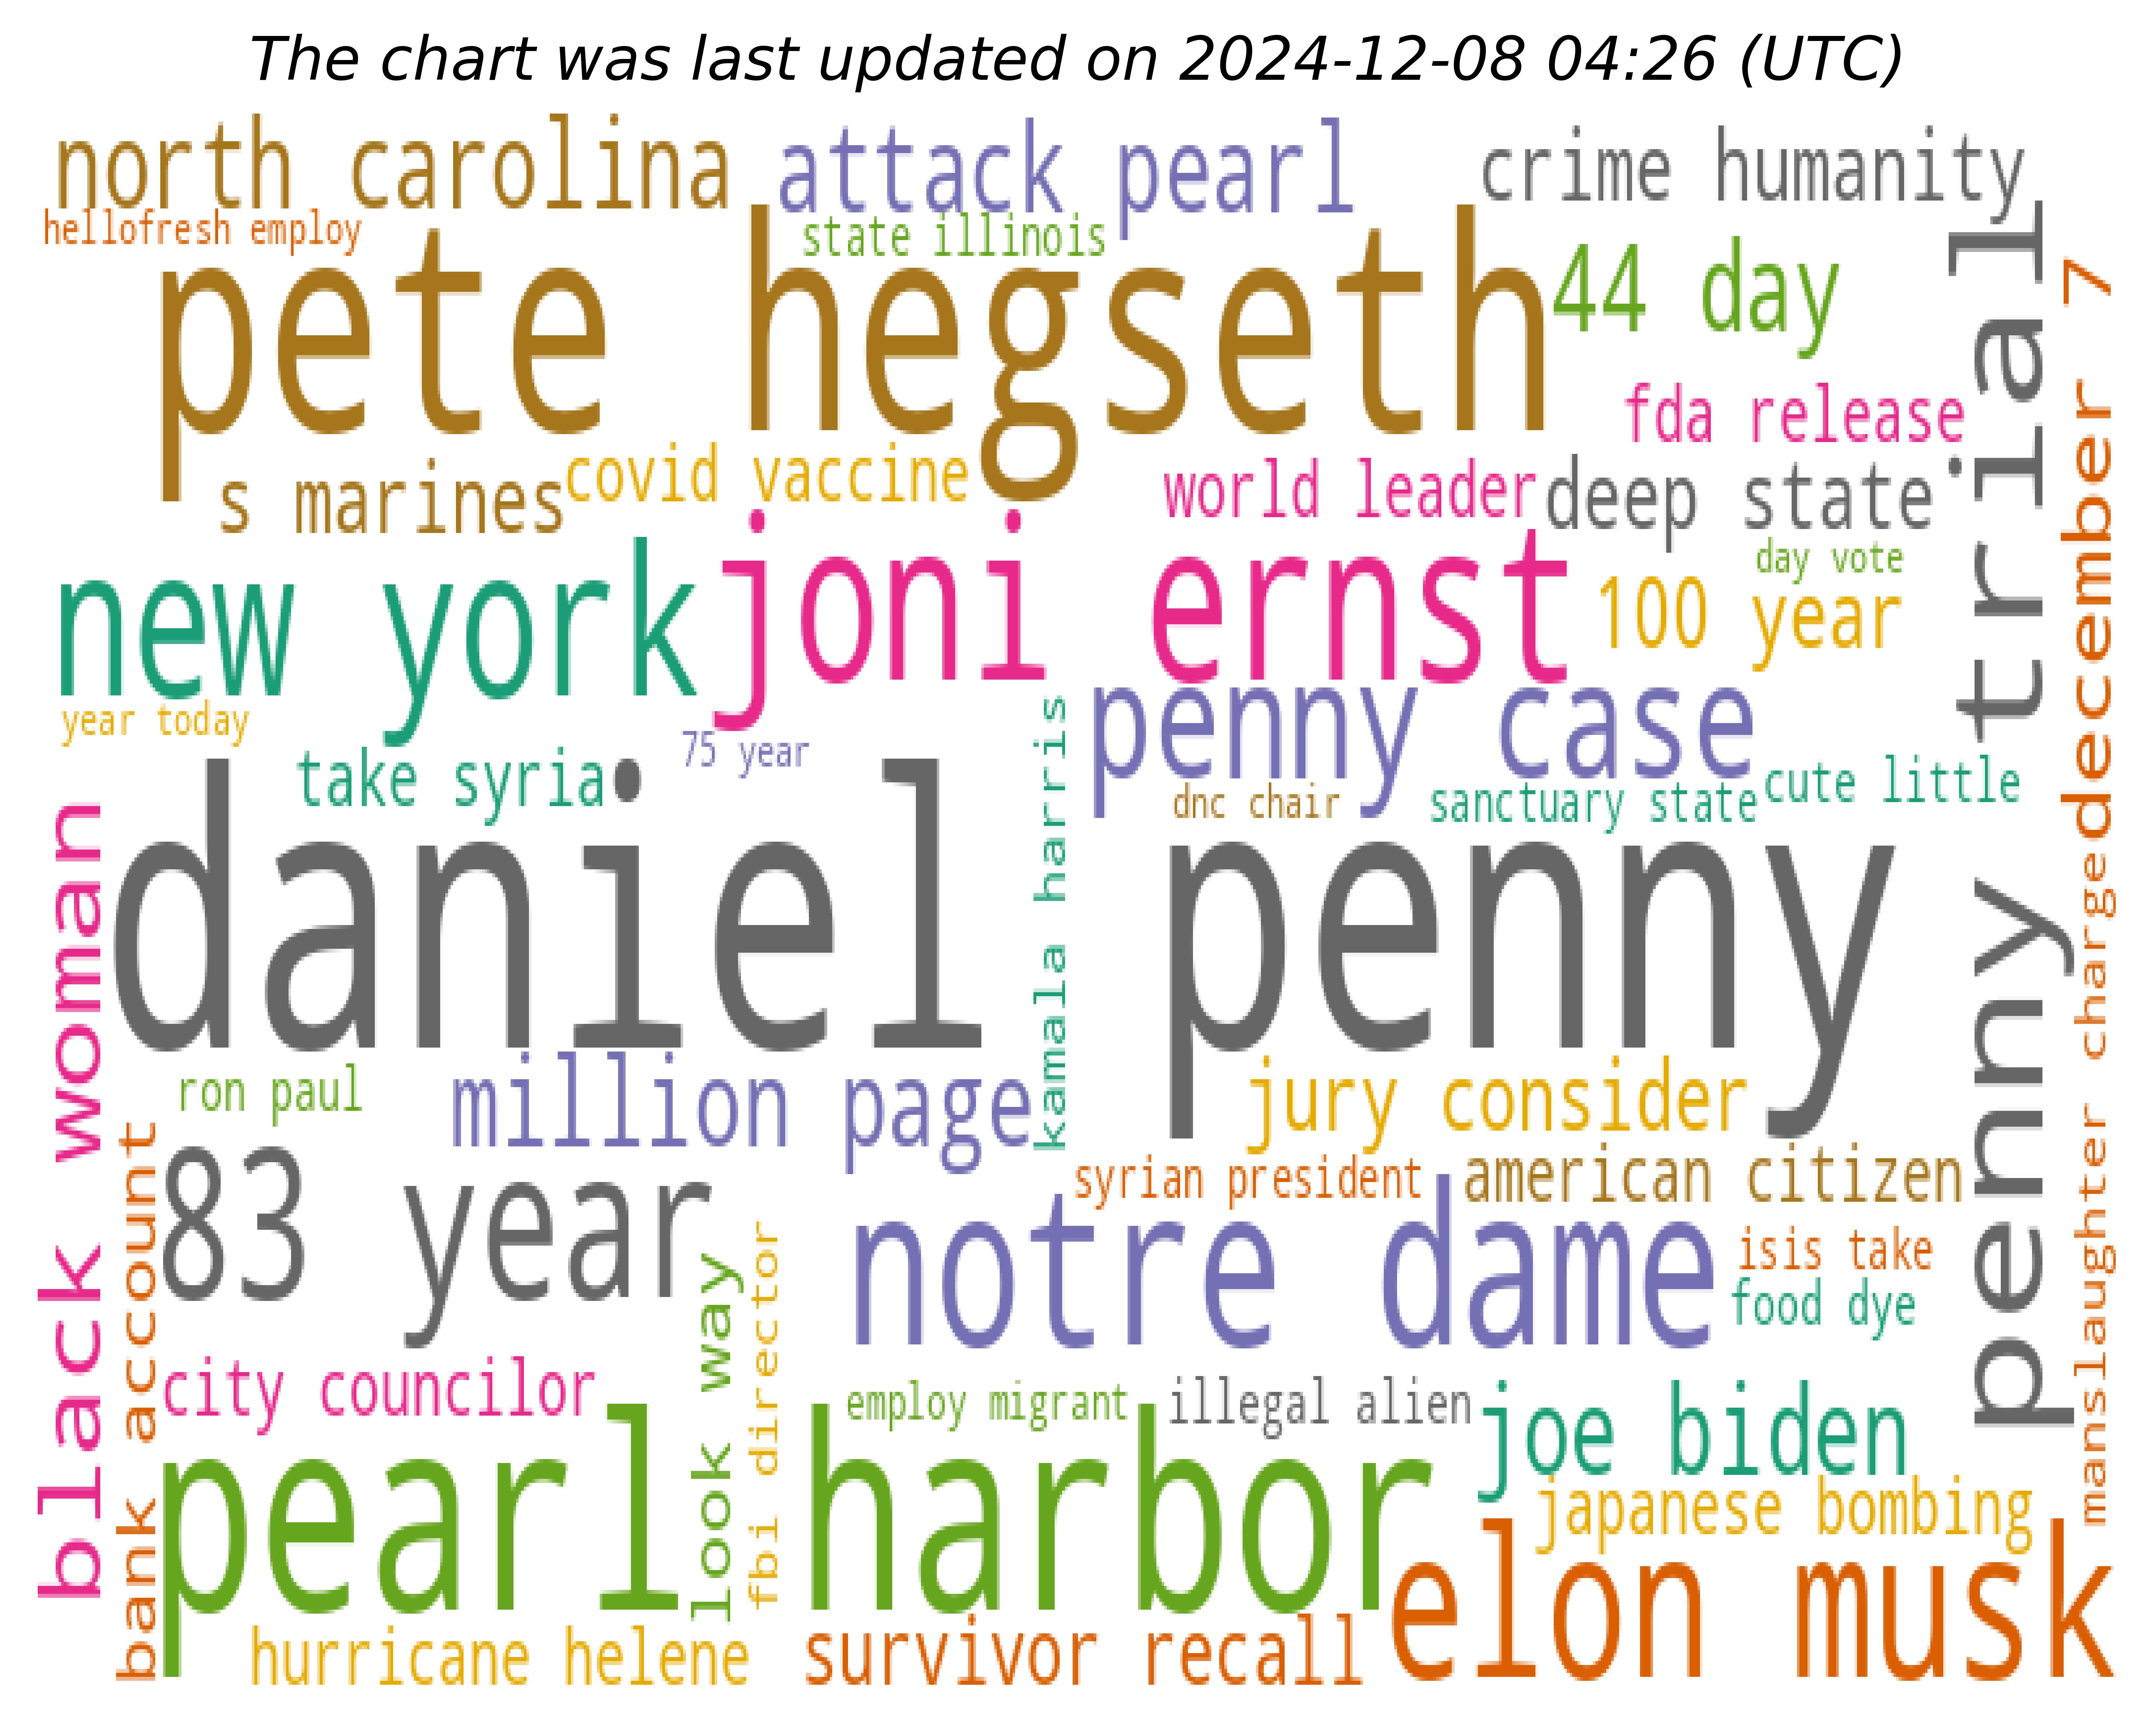 The chart was last updated on 2024-12-08 04:26 (UTC)
north carolina
attack pearl
crime humanity
hellofresh employ
state illinois
pete hegseth
44 day
december 7
fda release
s marines
covid vaccine
world leader
deep state
day vote
new york
joni ernst
100 year
penny trial
year today
75 year
penny case
take syria
kamala harris
dnc chair
sanctuary state
cute little
black woman
daniel penny
manslaughter charge
ron paul
million page
jury consider
bank account
83 year
syrian president
american citizen
look way
fbi director
notre dame
isis take
food dye
city councilor
employ migrant
illegal alien
joe biden
pearl harbor
japanese bombing
elon musk
hurricane helene
survivor recall